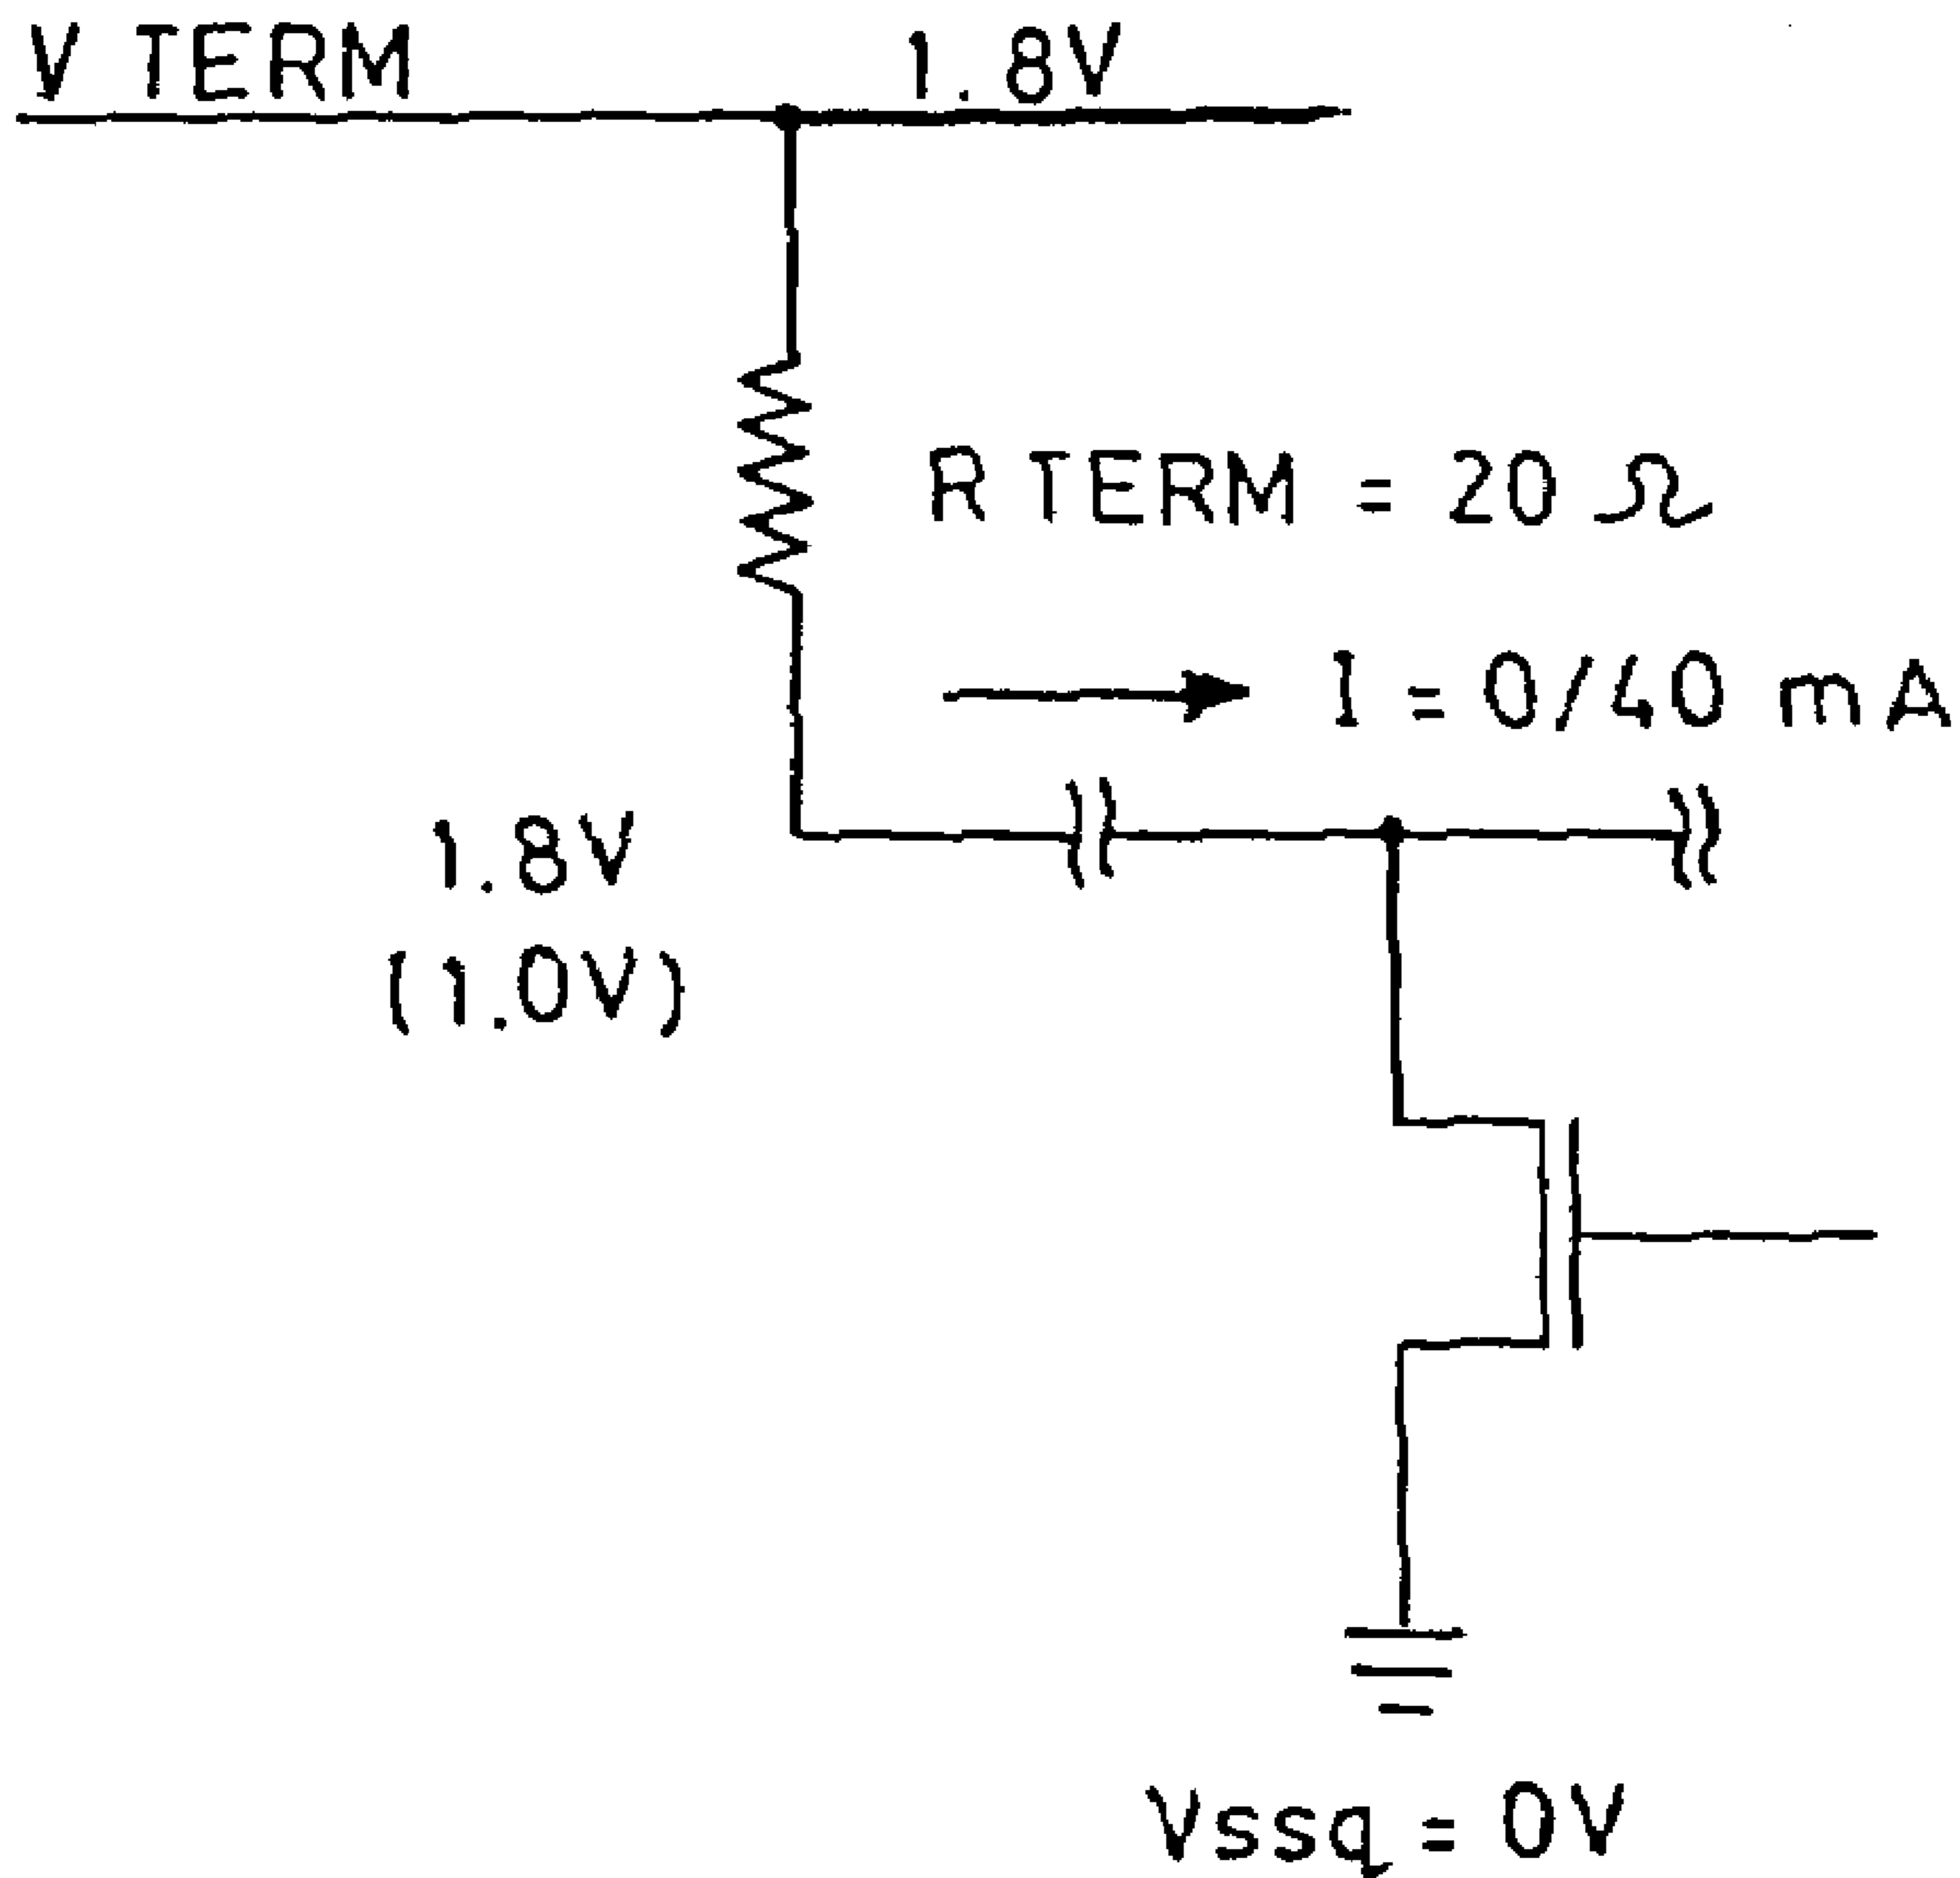 V TERM
1.8V
R TERM = 20 Ω
I = 0/40 mA
1.8V
(1.0V)
Vssq = 0V